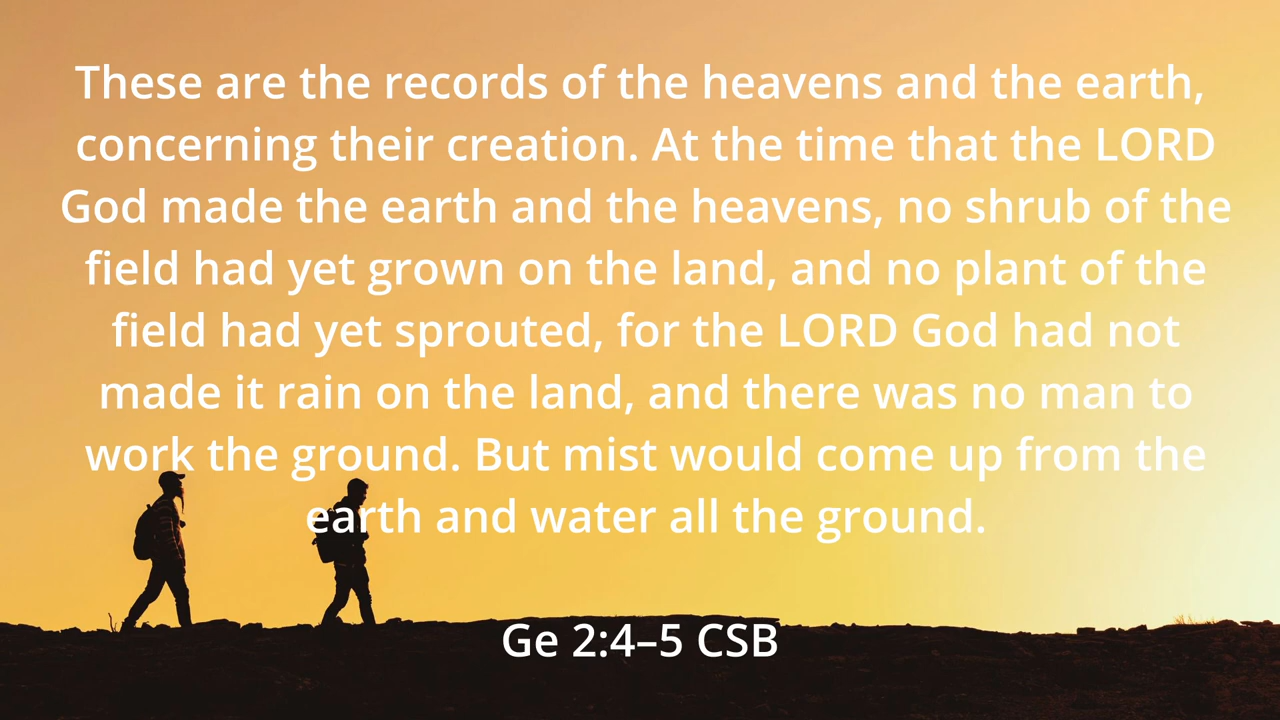 These are the records of the heavens and the earth,
concerning their creation. At the time that the LORD
God made the earth and the heavens, no shrub of the
field had yet grown on the land, and no plant of the
field had yet sprouted, for the LORD God had not
made it rain on the land, and there was no man to
work the ground. But mist would come up from the
earth and water all the ground.
Ge 2:4–5 CSB